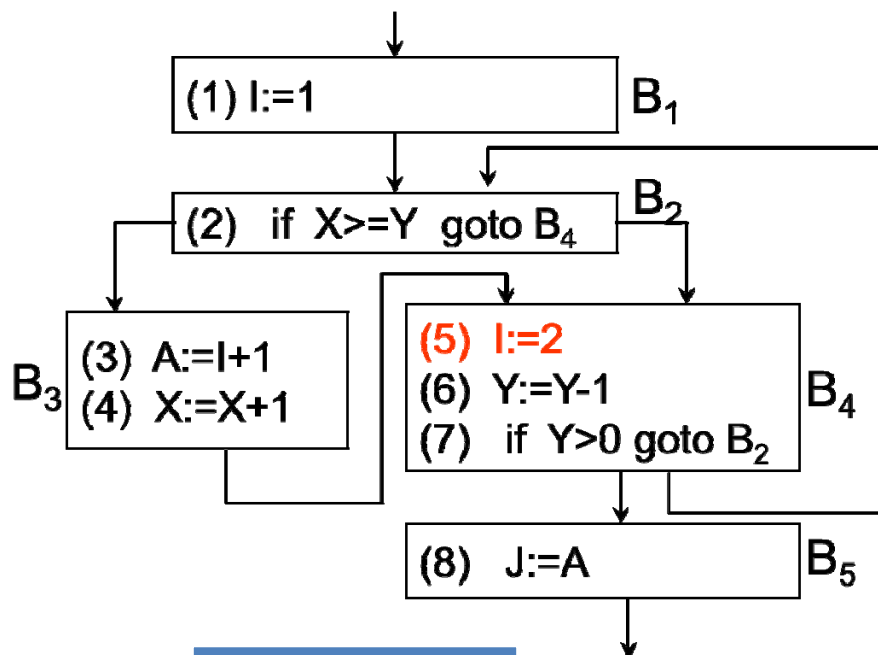 (1) I:=1
B₁
(2) if X>=Y goto B₄
B₂
(3) A:=I+1
(4) X:=X+1
B₃
(5) I:=2
(6) Y:=Y-1
(7) if Y>0 goto B₂
B₄
(8) J:=A
B₅